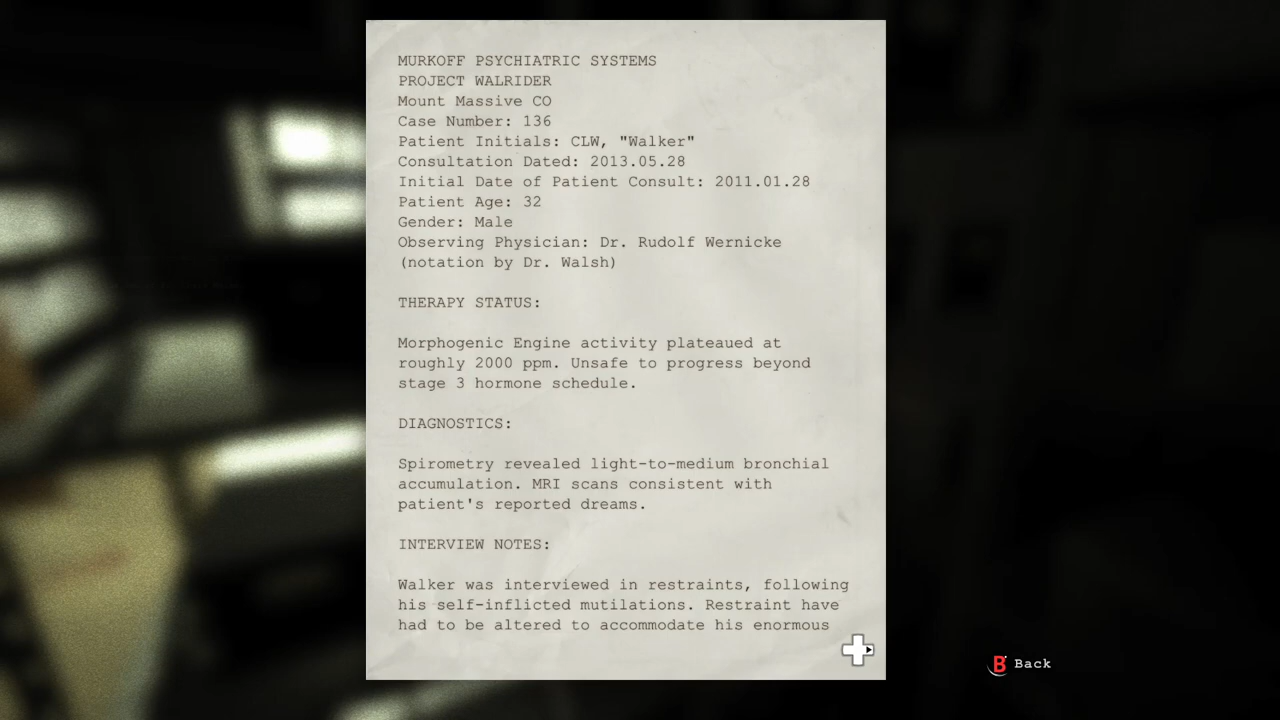 MURKOFF PSYCHIATRIC SYSTEMS
PROJECT WALRIDER
Mount Massive CO
Case Number: 136
Patient Initials: CLW, "Walker"
Consultation Dated: 2013.05.28
Initial Date of Patient Consult: 2011.01.28
Patient Age: 32
Gender: Male
Observing Physician: Dr. Rudolf Wernicke
(notation by Dr. Walsh)
THERAPY STATUS:
Morphogenic Engine activity plateaued at
roughly 2000 ppm. Unsafe to progress beyond
stage 3 hormone schedule.
DIAGNOSTICS:
Spirometry revealed light-to-medium bronchial
accumulation. MRI scans consistent with
patient's reported dreams.
INTERVIEW NOTES:
Walker was interviewed in restraints, following
his self-inflicted mutilations. Restraint have
had to be altered to accommodate his enormous
B Back